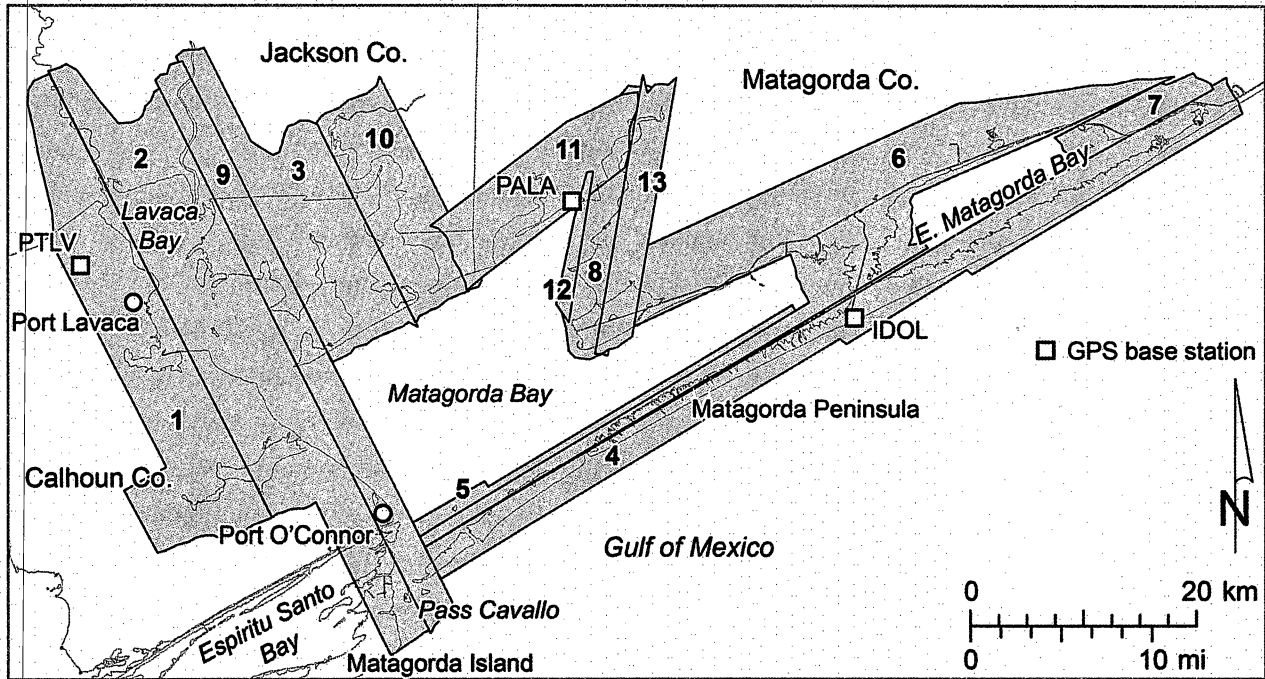 Jackson Co.
Matagorda Co.
2
9
3
10
11
13
6
7
PALA
Lavaca
Bay
PTLV
E. Matagorda Bay
8
12
Port Lavaca
IDOL
GPS base station
Matagorda Bay
1
Matagorda Peninsula
4
Calhoun Co.
5
Port O'Connor
Gulf of Mexico
N
Espiritu Santo
Bay
Pass Cavallo
Matagorda Island
0 20 km
0 10 mi